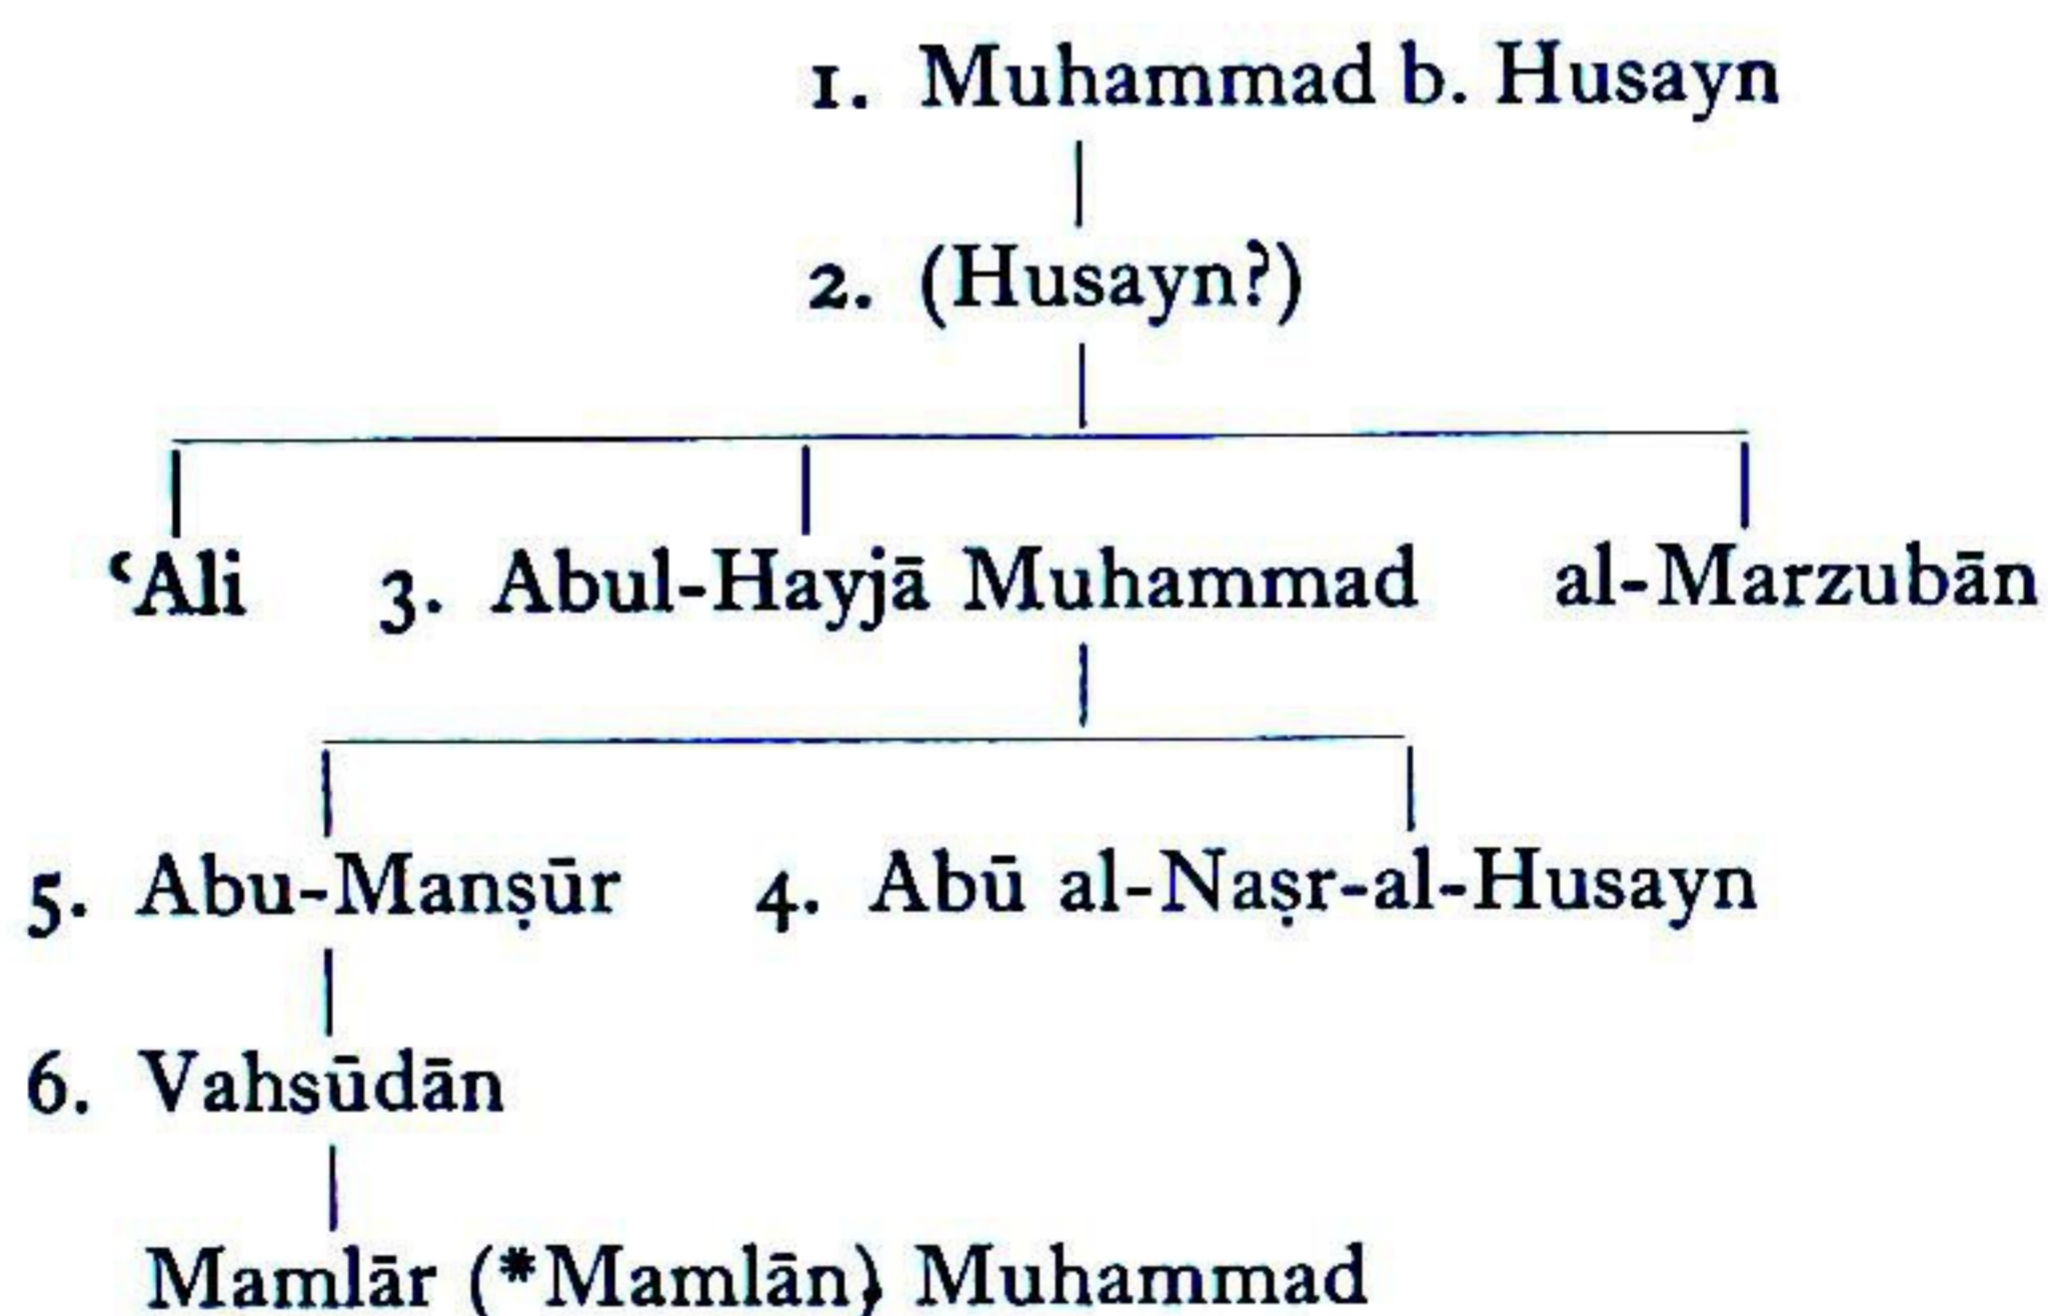 1. Muhammad b. Husayn
2. (Husayn?)
ʿAli 3. Abul-Hayjā Muhammad al-Marzubān
5. Abu-Manṣūr 4. Abū al-Naṣr-al-Husayn
6. Vahsūdān
Mamlār (*Mamlān) Muhammad